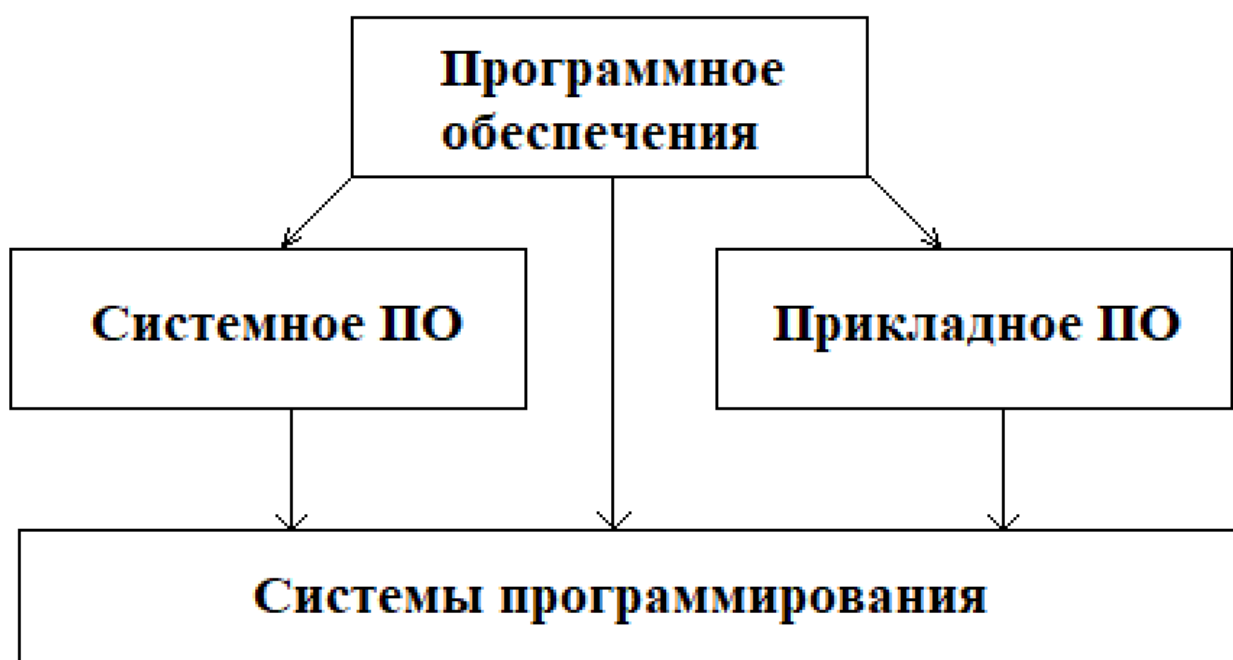 Программное
обеспечения
Системное ПО
Прикладное ПО
Системы программирования